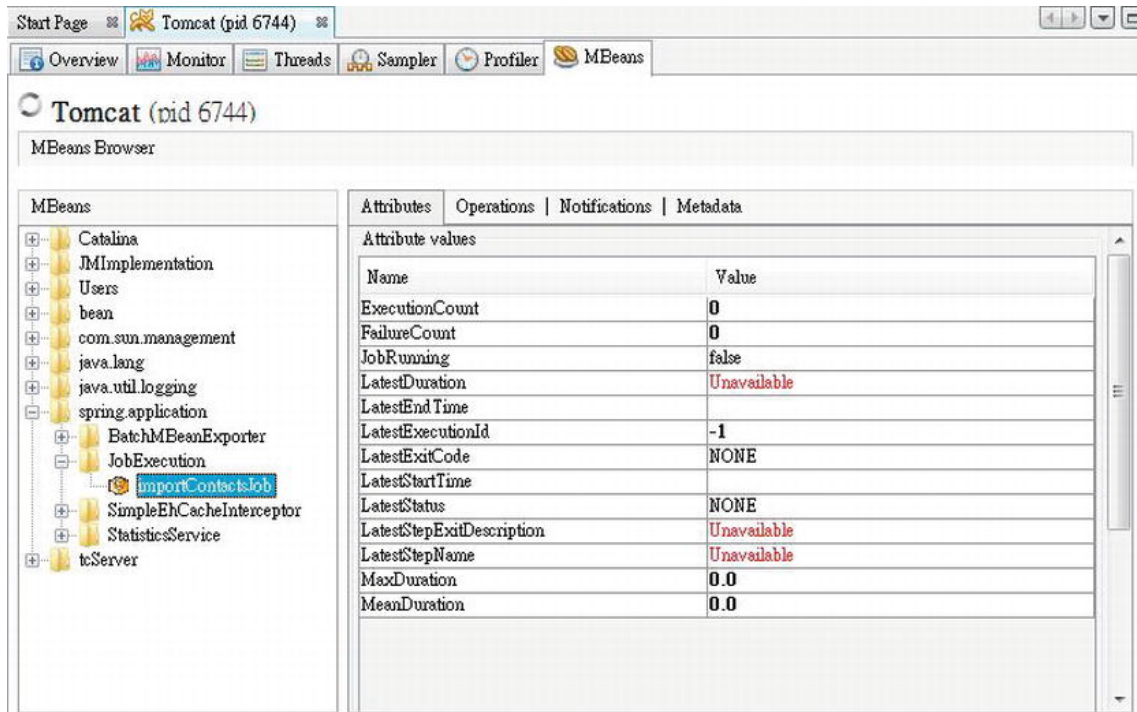 Start Page Tomcat (pid 6744)
Overview Monitor Threads Sampler Profiler MBeans
Tomcat (pid 6744)
MBeans Browser
MBeans
Catalina
JMImplementation
Users
bean
com.sun.management
java.lang
java.util.logging
spring.application
BatchMBeanExporter
JobExecution
importContactsJob
SimpleEhCacheInterceptor
StatisticsService
tcServer
Attributes Operations | Notifications | Metadata
Attribute values
Name Value
ExecutionCount 0
FailureCount 0
JobRunning false
LatestDuration Unavailable
LatestEndTime
LatestExecutionId -1
LatestExitCode NONE
LatestStartTime
LatestStatus NONE
LatestStepExitDescription Unavailable
LatestStepName Unavailable
MaxDuration 0.0
MeanDuration 0.0